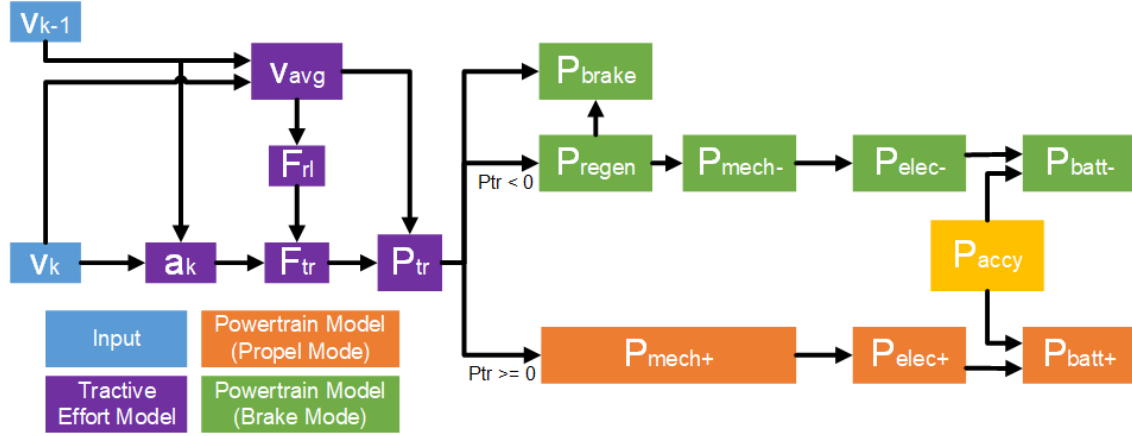 vk-1
vavg
Pbrake
Frl
Ptr < 0
Pregen
Pmech-
Pelec-
Pbatt-
vk
ak
Ftr
Ptr
Paccy
Input
Powertrain Model
(Propel Mode)
Ptr >= 0
Pmech+
Pelec+
Pbatt+
Tractive
Effort Model
Powertrain Model
(Brake Mode)